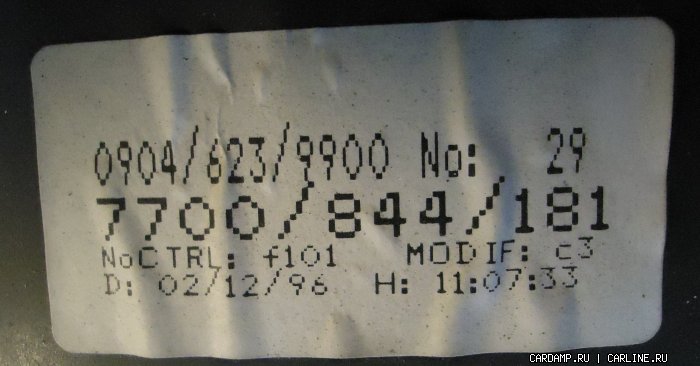 0904/623/9900 No: 29
7700/844/181
NoCTRL: f101 MODIF: c3
D: 02/12/96 H: 11:07:33
CARDAMP.RU | CARLINE.RU